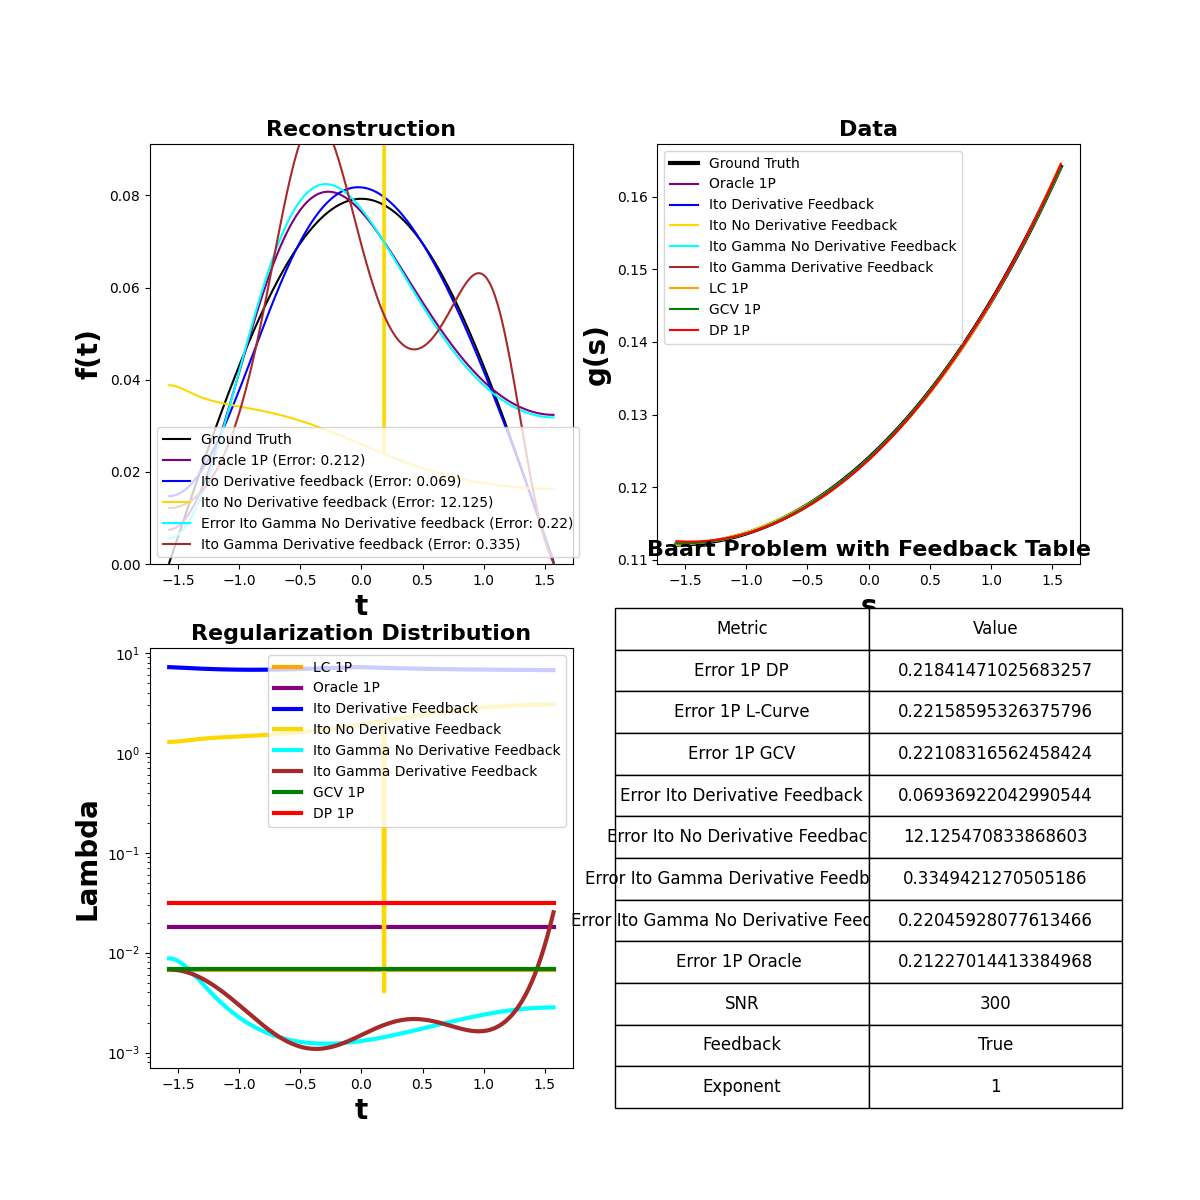 Reconstruction
f(t)
0.08
0.06
0.04
0.02
0.00
Ground Truth
Oracle 1P (Error: 0.212)
Ito Derivative feedback (Error: 0.069)
Ito No Derivative feedback (Error: 12.125)
Error Ito Gamma No Derivative feedback (Error: 0.22)
Ito Gamma Derivative feedback (Error: 0.335)
−1.5 −1.0 −0.5 0.0 0.5 1.0 1.5
t
Data
g(s)
0.16
0.15
0.14
0.13
0.12
0.11
Ground Truth
Oracle 1P
Ito Derivative Feedback
Ito No Derivative Feedback
Ito Gamma No Derivative Feedback
Ito Gamma Derivative Feedback
LC 1P
GCV 1P
DP 1P
−1.5 −1.0 −0.5 0.0 0.5 1.0 1.5
s
Regularization Distribution
Lambda
10^1
10^0
10^−1
10^−2
10^−3
LC 1P
Oracle 1P
Ito Derivative Feedback
Ito No Derivative Feedback
Ito Gamma No Derivative Feedback
Ito Gamma Derivative Feedback
GCV 1P
DP 1P
−1.5 −1.0 −0.5 0.0 0.5 1.0 1.5
t
Baart Problem with Feedback Table
Metric Value
Error 1P DP 0.21841471025683257
Error 1P L-Curve 0.22158595326375796
Error 1P GCV 0.22108316562458424
Error Ito Derivative Feedback 0.06936922042990544
Error Ito No Derivative Feedbac 12.125470833868603
Error Ito Gamma Derivative Feedb 0.3349421270505186
Error Ito Gamma No Derivative Feed 0.22045928077613466
Error 1P Oracle 0.21227014413384968
SNR 300
Feedback True
Exponent 1